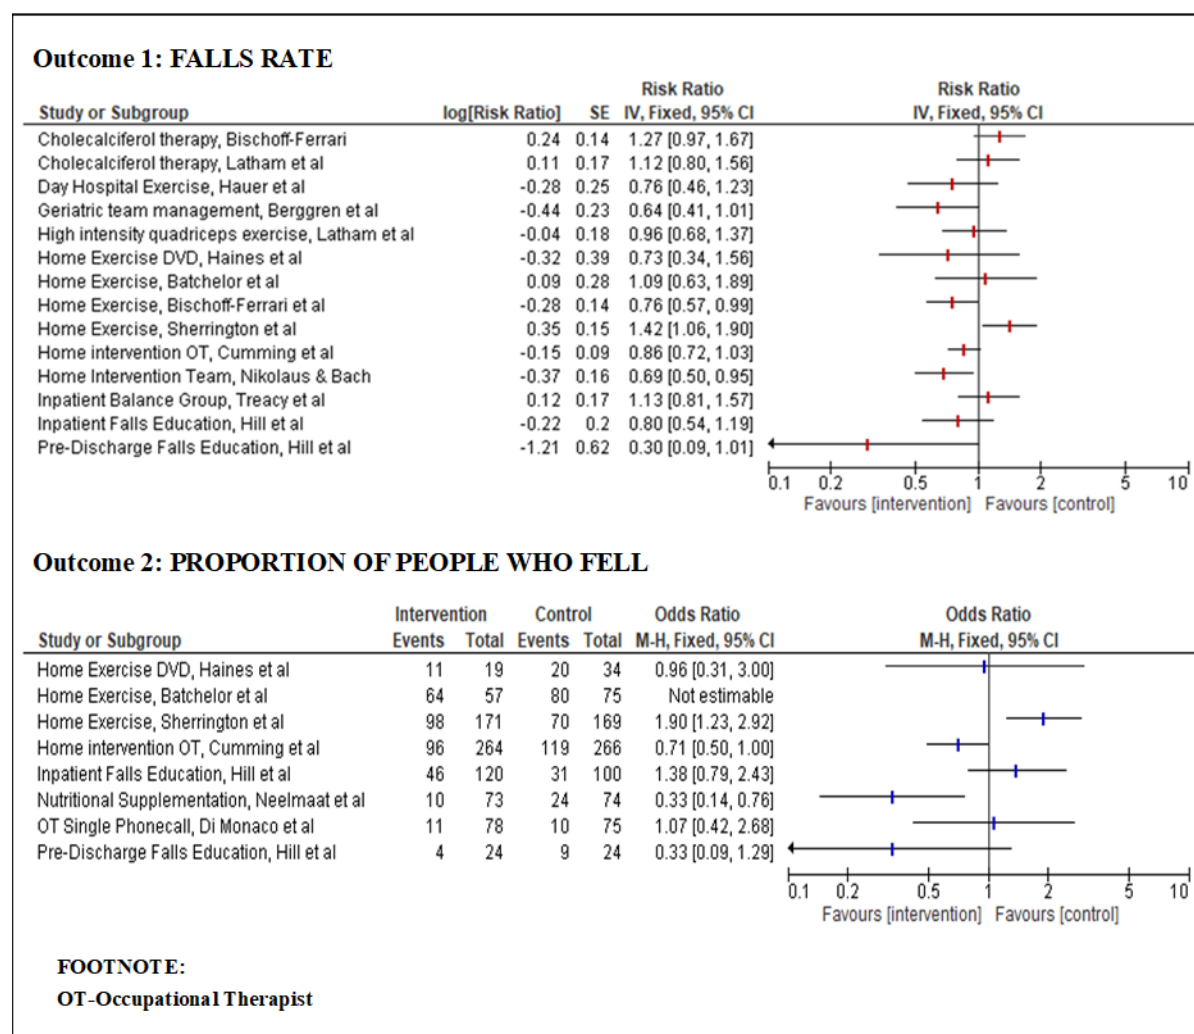 Outcome 1: FALLS RATE
Risk Ratio Risk Ratio
Study or Subgroup log[Risk Ratio] SE IV, Fixed, 95% CI IV, Fixed, 95% CI
Cholecalciferol therapy, Bischoff-Ferrari 0.24 0.14 1.27 [0.97, 1.67]
Cholecalciferol therapy, Latham et al 0.11 0.17 1.12 [0.80, 1.56]
Day Hospital Exercise, Hauer et al -0.28 0.25 0.76 [0.46, 1.23]
Geriatric team management, Berggren et al -0.44 0.23 0.64 [0.41, 1.01]
High intensity quadriceps exercise, Latham et al -0.04 0.18 0.96 [0.68, 1.37]
Home Exercise DVD, Haines et al -0.32 0.39 0.73 [0.34, 1.56]
Home Exercise, Batchelor et al 0.09 0.28 1.09 [0.63, 1.89]
Home Exercise, Bischoff-Ferrari et al -0.28 0.14 0.76 [0.57, 0.99]
Home Exercise, Sherrington et al 0.35 0.15 1.42 [1.06, 1.90]
Home intervention OT, Cumming et al -0.15 0.09 0.86 [0.72, 1.03]
Home Intervention Team, Nikolaus & Bach -0.37 0.16 0.69 [0.50, 0.95]
Inpatient Balance Group, Treacy et al 0.12 0.17 1.13 [0.81, 1.57]
Inpatient Falls Education, Hill et al -0.22 0.2 0.80 [0.54, 1.19]
Pre-Discharge Falls Education, Hill et al -1.21 0.62 0.30 [0.09, 1.01]
0.1 0.2 0.5 1 2 5 10
Favours [intervention] Favours [control]
Outcome 2: PROPORTION OF PEOPLE WHO FELL
Intervention Control Odds Ratio Odds Ratio
Study or Subgroup Events Total Events Total M-H, Fixed, 95% CI M-H, Fixed, 95% CI
Home Exercise DVD, Haines et al 11 19 20 34 0.96 [0.31, 3.00]
Home Exercise, Batchelor et al 64 57 80 75 Not estimable
Home Exercise, Sherrington et al 98 171 70 169 1.90 [1.23, 2.92]
Home intervention OT, Cumming et al 96 264 119 266 0.71 [0.50, 1.00]
Inpatient Falls Education, Hill et al 46 120 31 100 1.38 [0.79, 2.43]
Nutritional Supplementation, Neelmaat et al 10 73 24 74 0.33 [0.14, 0.76]
OT Single Phonecall, Di Monaco et al 11 78 10 75 1.07 [0.42, 2.68]
Pre-Discharge Falls Education, Hill et al 4 24 9 24 0.33 [0.09, 1.29]
0.1 0.2 0.5 1 2 5 10
Favours [intervention] Favours [control]
FOOTNOTE:
OT-Occupational Therapist